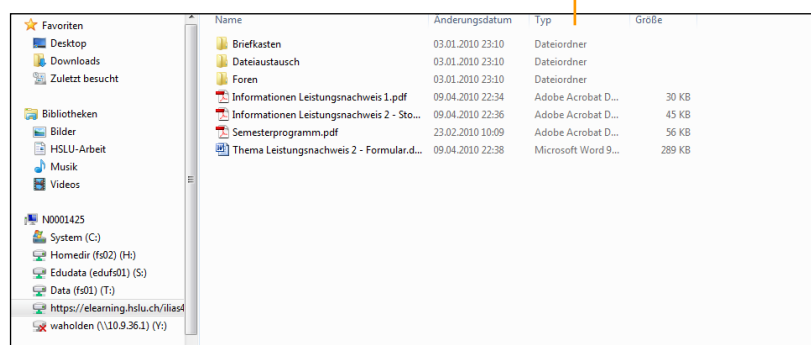 Favoriten
Desktop
Downloads
Zuletzt besucht
Bibliotheken
Bilder
HSLU-Arbeit
Musik
Videos
N0001425
System (C:)
Homedir (fs02) (H:)
Edudata (edufs01) (S:)
Data (fs01) (T:)
https://elearning.hslu.ch/ilias4
waholden (\\10.9.36.1) (Y:)
Name Änderungsdatum Typ Größe
Briefkasten 03.01.2010 23:10 Dateiordner
Dateiaustausch 03.01.2010 23:10 Dateiordner
Foren 03.01.2010 23:10 Dateiordner
Informationen Leistungsnachweis 1.pdf 09.04.2010 22:34 Adobe Acrobat D... 30 KB
Informationen Leistungsnachweis 2 - Sto... 09.04.2010 22:36 Adobe Acrobat D... 45 KB
Semesterprogramm.pdf 23.02.2010 10:09 Adobe Acrobat D... 56 KB
Thema Leistungsnachweis 2 - Formular.d... 09.04.2010 22:38 Microsoft Word 9... 289 KB